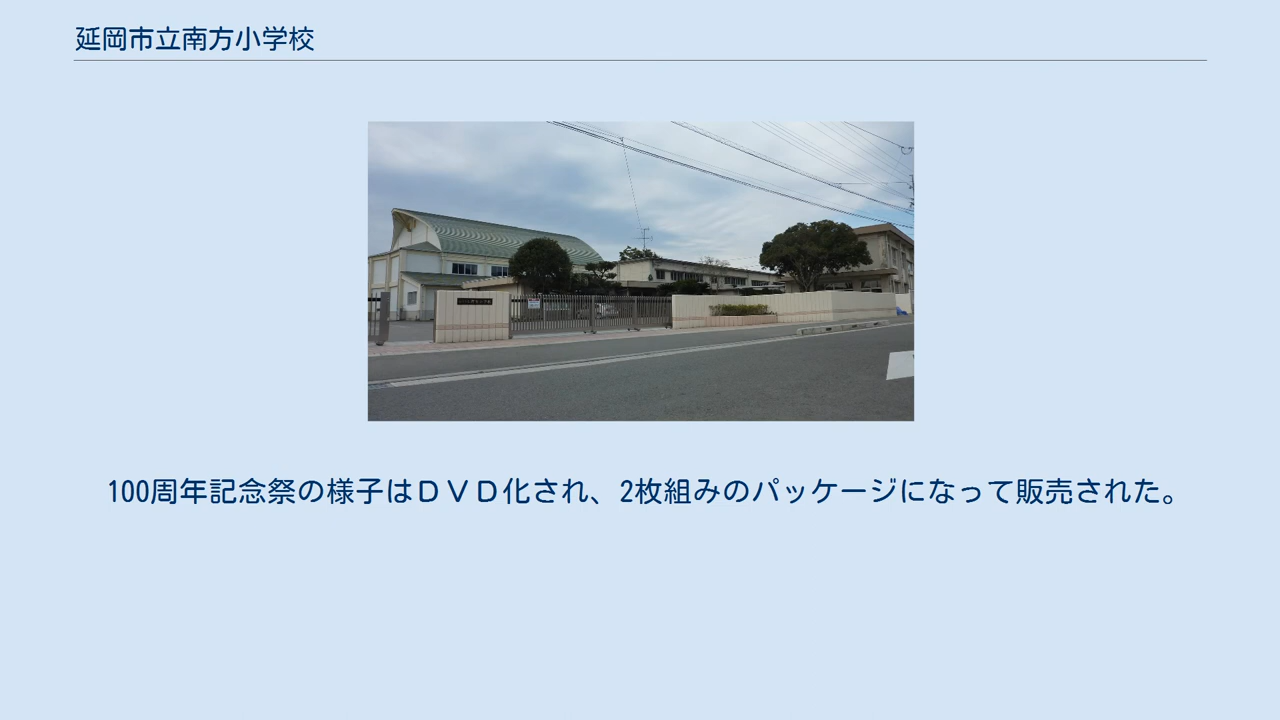 延岡市立南方小学校
100周年記念祭の様子はＤＶＤ化され、2枚組みのパッケージになって販売された。